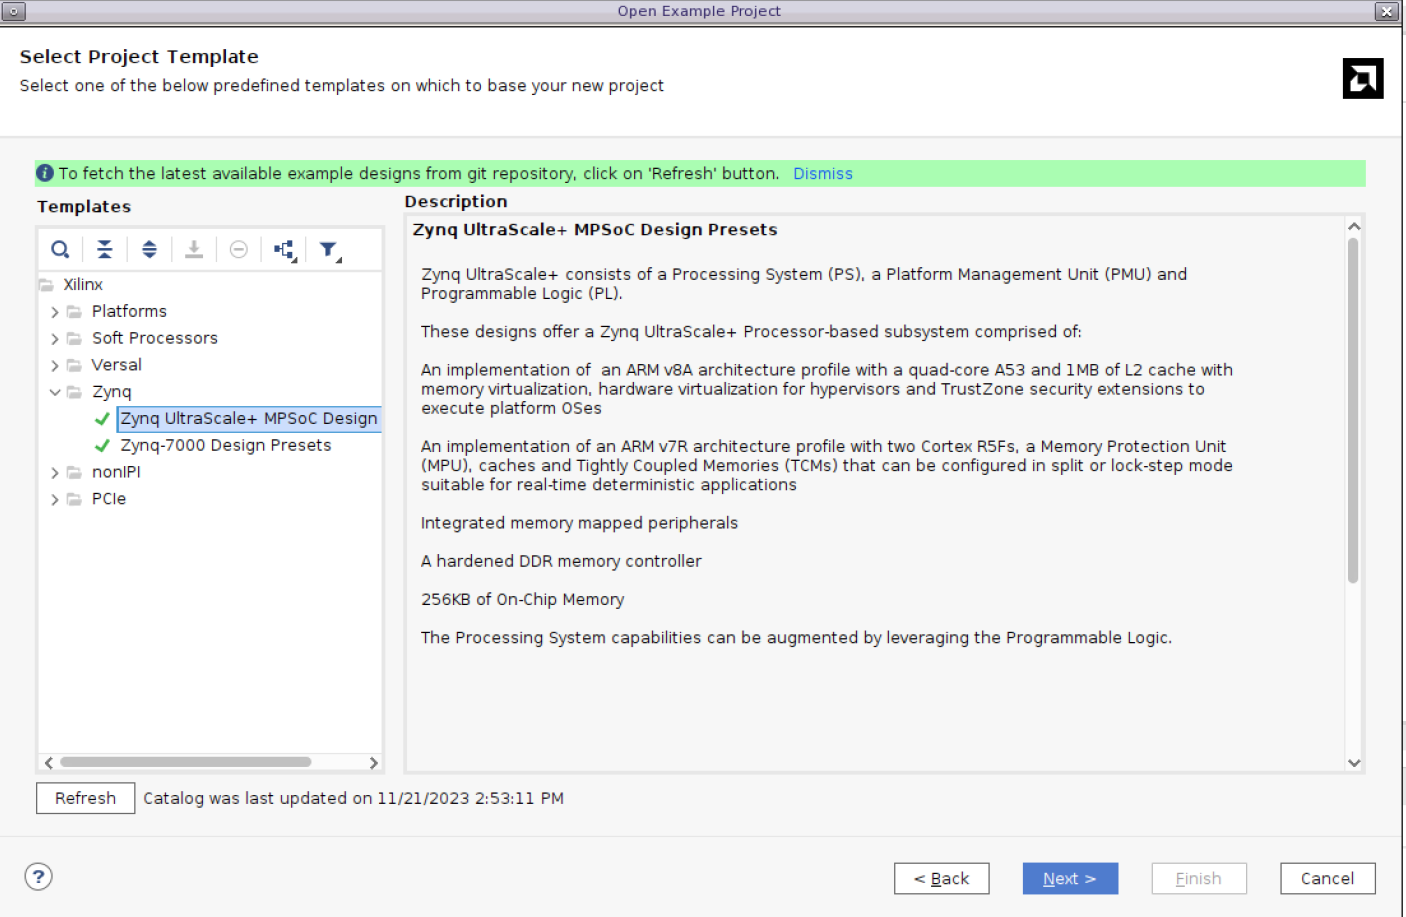 Open Example Project
Select Project Template
Select one of the below predefined templates on which to base your new project
To fetch the latest available example designs from git repository, click on 'Refresh' button. Dismiss
Templates
Xilinx
Platforms
Soft Processors
Versal
Zynq
Zynq UltraScale+ MPSoC Design
Zynq-7000 Design Presets
nonIPI
PCIe
Description
Zynq UltraScale+ MPSoC Design Presets
Zynq UltraScale+ consists of a Processing System (PS), a Platform Management Unit (PMU) and
Programmable Logic (PL).
These designs offer a Zynq UltraScale+ Processor-based subsystem comprised of:
An implementation of  an ARM v8A architecture profile with a quad-core A53 and 1MB of L2 cache with
memory virtualization, hardware virtualization for hypervisors and TrustZone security extensions to
execute platform OSes
An implementation of an ARM v7R architecture profile with two Cortex R5Fs, a Memory Protection Unit
(MPU), caches and Tightly Coupled Memories (TCMs) that can be configured in split or lock-step mode
suitable for real-time deterministic applications
Integrated memory mapped peripherals
A hardened DDR memory controller
256KB of On-Chip Memory
The Processing System capabilities can be augmented by leveraging the Programmable Logic.
Refresh Catalog was last updated on 11/21/2023 2:53:11 PM
? < Back Next > Finish Cancel